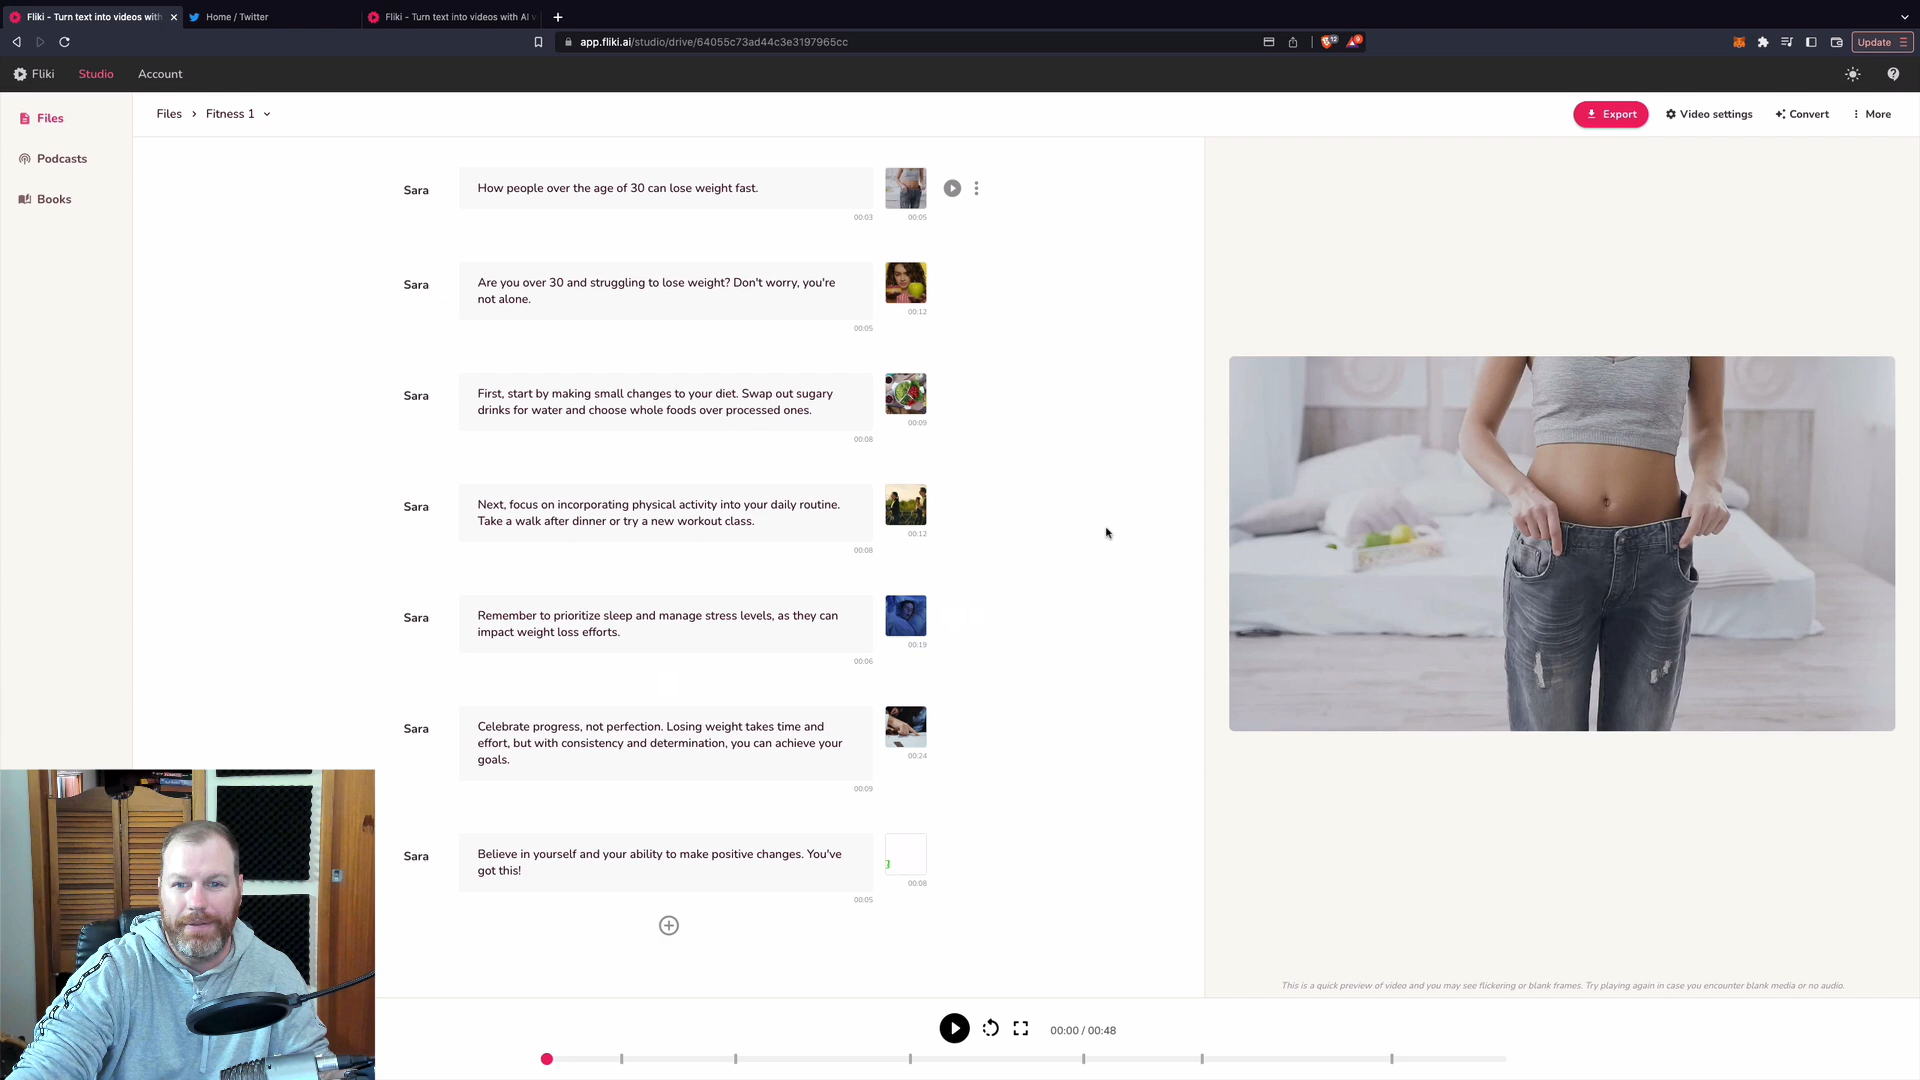 Fliki - Turn text into videos with
Home / Twitter
Fliki - Turn text into videos with AI v
app.fliki.ai/studio/drive/64055c73ad44c3e3197965cc
12
9
Update
Fliki
Studio
Account
Files
Podcasts
Books
Files > Fitness 1
Export
Video settings
Convert
More
Sara
How people over the age of 30 can lose weight fast.
00:03
00:05
Sara
Are you over 30 and struggling to lose weight? Don't worry, you're
not alone.
00:05
00:12
Sara
First, start by making small changes to your diet. Swap out sugary
drinks for water and choose whole foods over processed ones.
00:08
00:09
Sara
Next, focus on incorporating physical activity into your daily routine.
Take a walk after dinner or try a new workout class.
00:08
00:12
Sara
Remember to prioritize sleep and manage stress levels, as they can
impact weight loss efforts.
00:06
00:19
Sara
Celebrate progress, not perfection. Losing weight takes time and
effort, but with consistency and determination, you can achieve your
goals.
00:09
00:24
Sara
Believe in yourself and your ability to make positive changes. You've
got this!
00:05
00:08
This is a quick preview of video and you may see flickering or blank frames. Try playing again in case you encounter blank media or no audio.
00:00 / 00:48